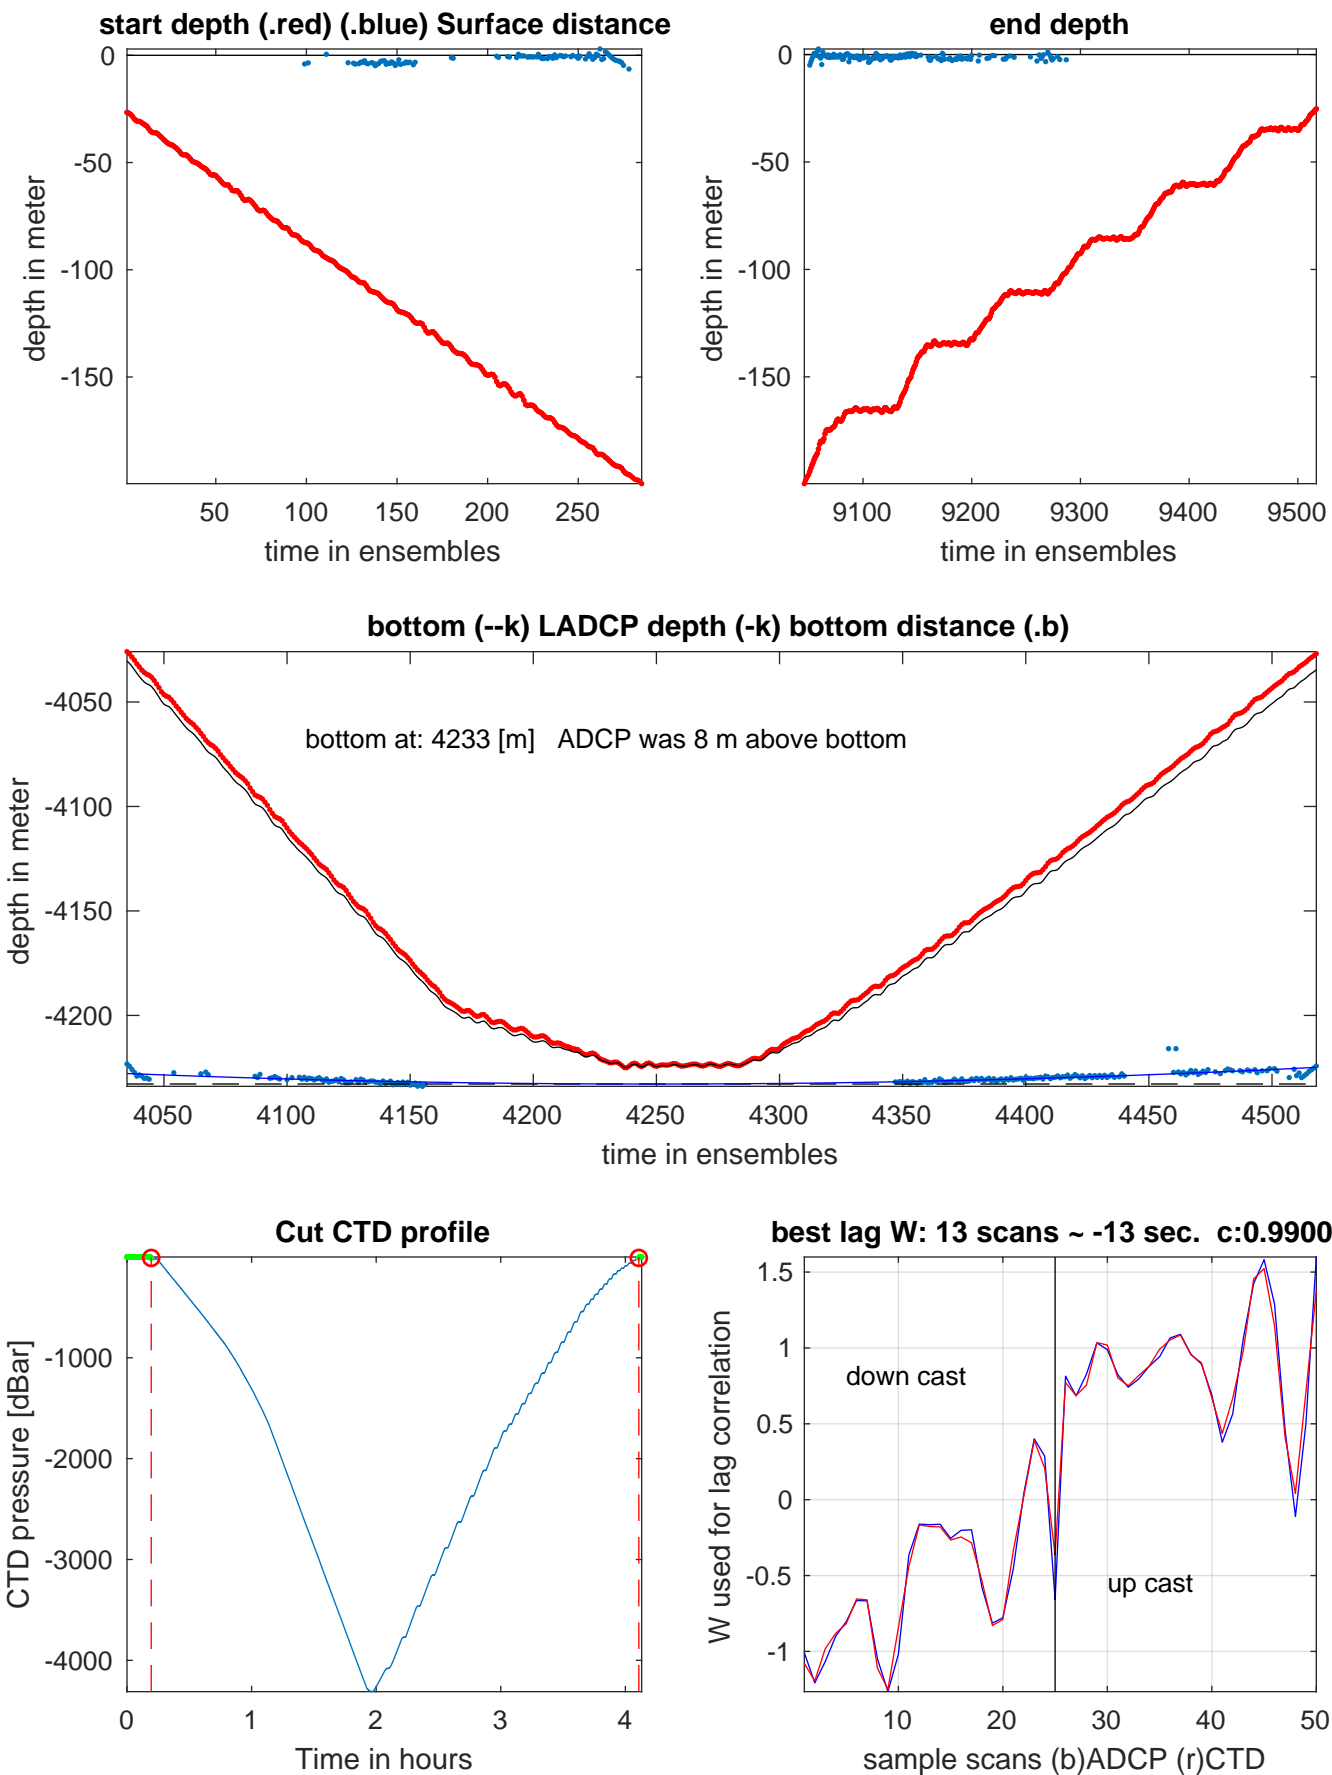 start depth (.red) (.blue) Surface distance
0
-50
-100
-150
depth in meter
50 100 150 200 250
time in ensembles
end depth
0
-50
-100
-150
depth in meter
9100 9200 9300 9400 9500
time in ensembles
bottom (--k) LADCP depth (-k) bottom distance (.b)
bottom at: 4233 [m] ADCP was 8 m above bottom
-4050
-4100
-4150
-4200
depth in meter
4050 4100 4150 4200 4250 4300 4350 4400 4450 4500
time in ensembles
Cut CTD profile
-1000
-2000
-3000
-4000
CTD pressure [dBar]
0 1 2 3 4
Time in hours
best lag W: 13 scans ~ -13 sec. c:0.9900
1.5
1
0.5
0
-0.5
-1
W used for lag correlation
down cast
up cast
10 20 30 40 50
sample scans (b)ADCP (r)CTD